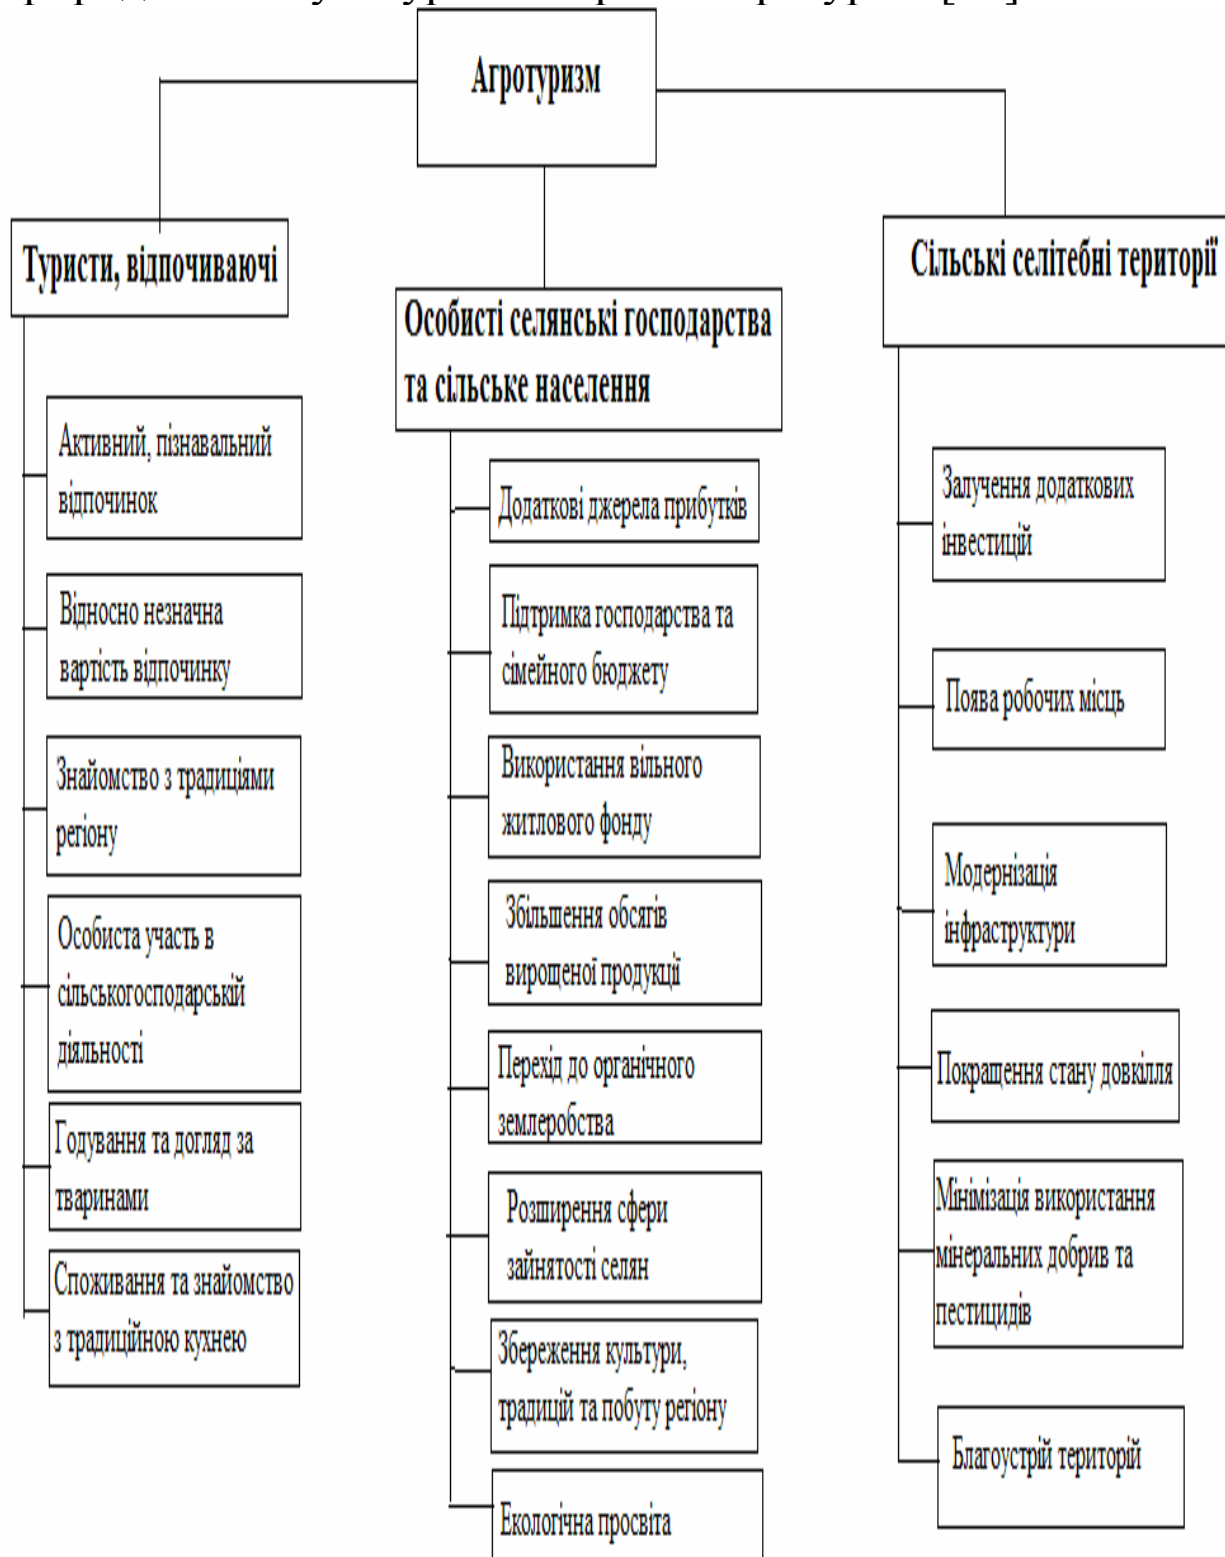 Агротуризм
Туристи, відпочиваючі
Активний, пізнавальний
відпочинок
Відносно незначна
вартість відпочинку
Знайомство з традиціями
регіону
Особиста участь в
сільськогосподарській
діяльності
Годування та догляд за
тваринами
Споживання та знайомство
з традиційною кухнею
Особисті селянські господарства
та сільське населення
Додаткові джерела прибутків
Підтримка господарства та
сімейного бюджету
Використання вільного
житлового фонду
Збільшення обсягів
вирощеної продукції
Перехід до органічного
землеробства
Розширення сфери
зайнятості селян
Збереження культури,
традицій та побуту регіону
Екологічна просвіта
Сільські селітебні території
Залучення додаткових
інвестицій
Поява робочих місць
Модернізація
інфраструктури
Покращення стану довкілля
Мінімізація використання
мінеральних добрив та
пестицидів
Благоустрій територій